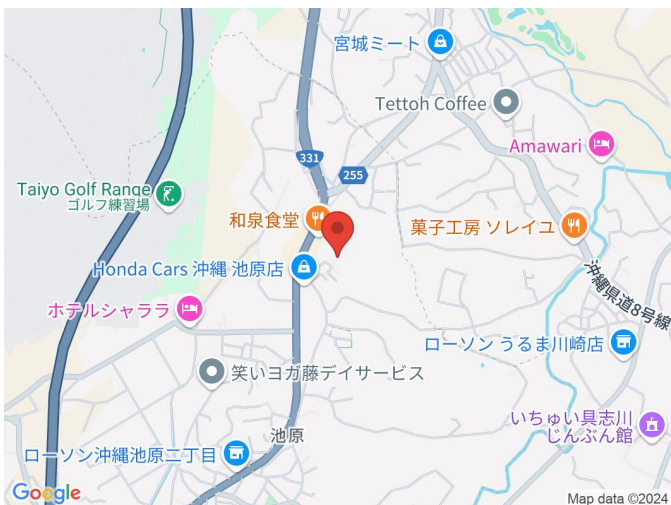 宮城ミート
Tettoh Coffee
Amawari
331
255
Taiyo Golf Range
ゴルフ練習場
和泉食堂
菓子工房 ソレイユ
Honda Cars 沖縄 池原店
沖縄県道8号線
ホテルシャララ
ローソン うるま川崎店
笑いヨガ藤デイサービス
いちゅい具志川
じんぶん館
池原
ローソン沖縄池原二丁目
Google
Map data ©2024